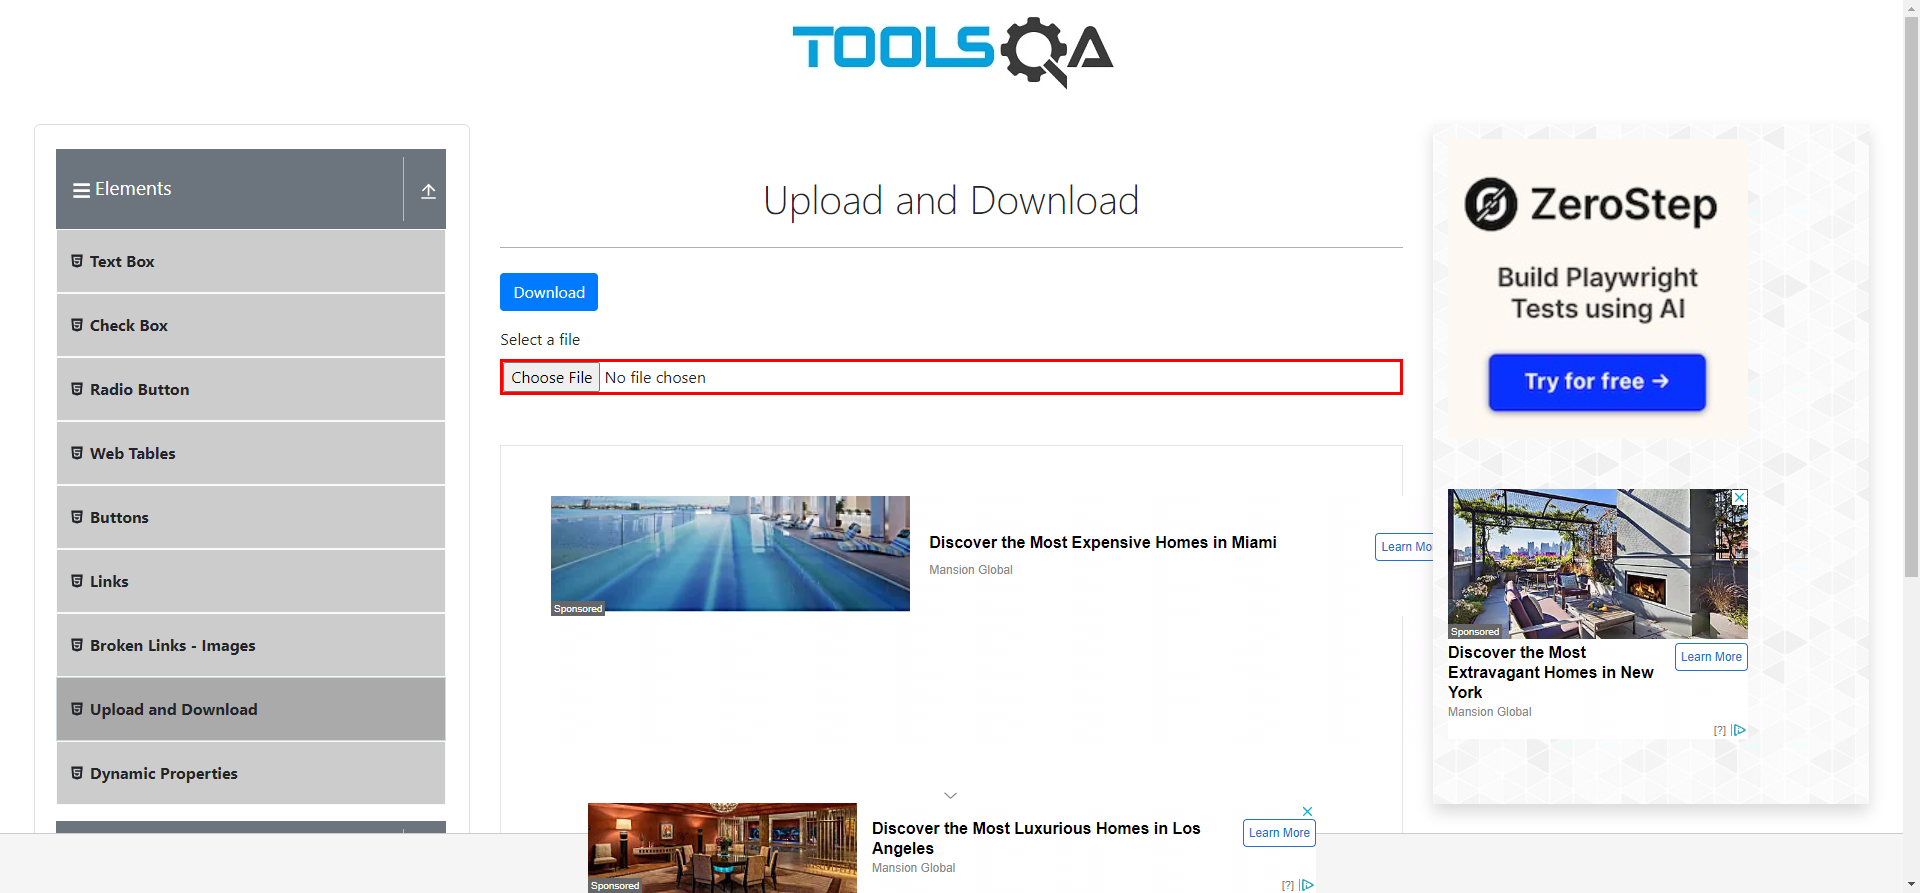 TOOLSQA
Elements
Text Box
Check Box
Radio Button
Web Tables
Buttons
Links
Broken Links - Images
Upload and Download
Dynamic Properties
Upload and Download
Download
Select a file
Choose File No file chosen
Sponsored
Discover the Most Expensive Homes in Miami
Mansion Global
Learn Mo
Sponsored
Discover the Most Luxurious Homes in Los
Angeles
Mansion Global
Learn More
[?]
ZeroStep
Build Playwright
Tests using AI
Try for free →
Sponsored
Discover the Most
Extravagant Homes in New
York
Mansion Global
Learn More
[?]